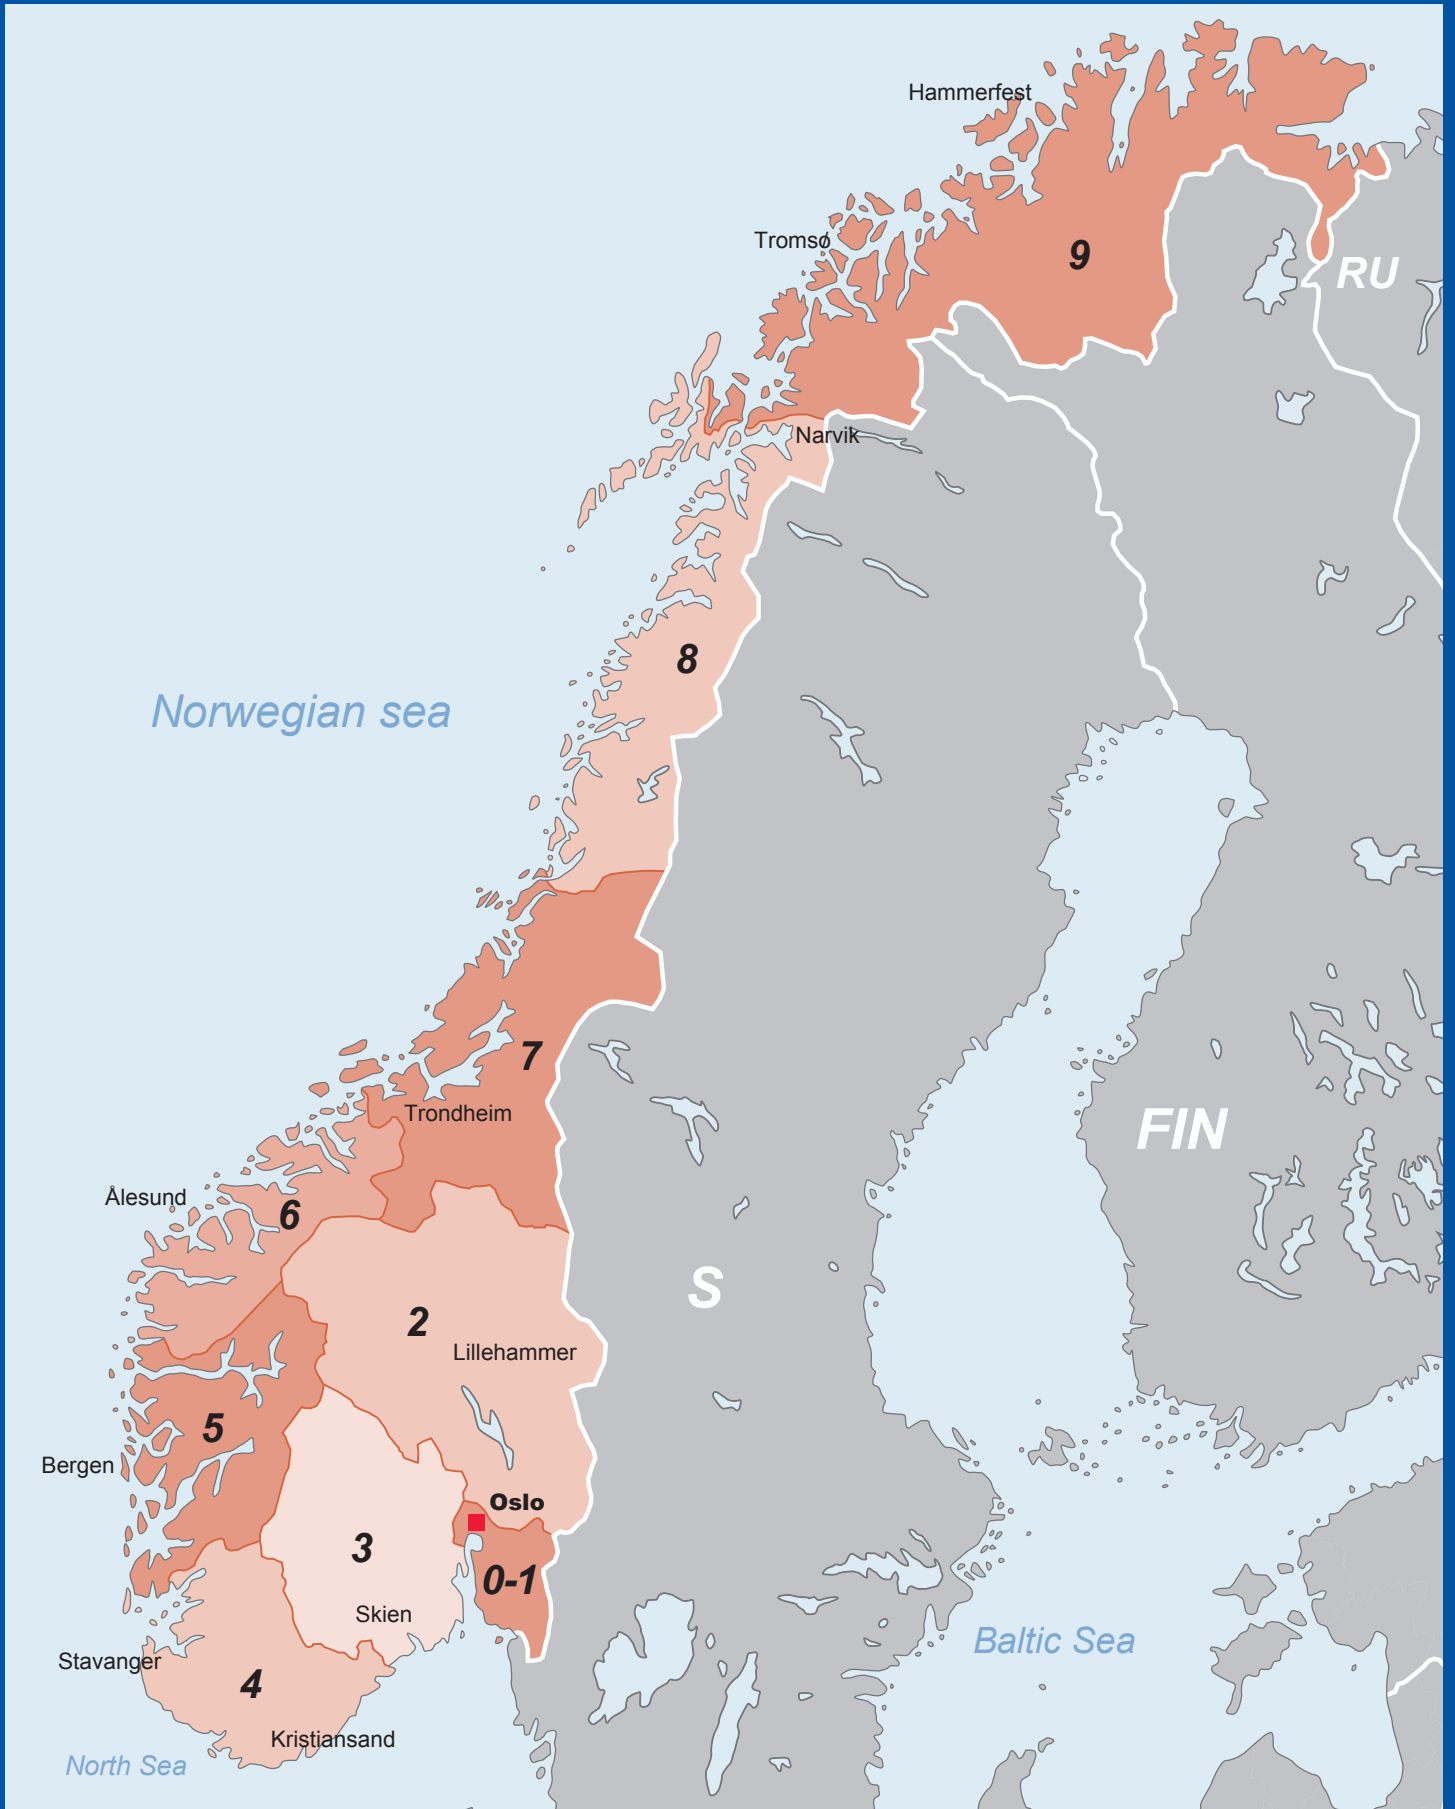 Hammerfest
Tromsø
9
RU
Narvik
8
Norwegian sea
7
Trondheim
FIN
Ålesund
6
S
2
Lillehammer
5
Bergen
Oslo
3
0-1
Skien
Baltic Sea
Stavanger
4
Kristiansand
North Sea